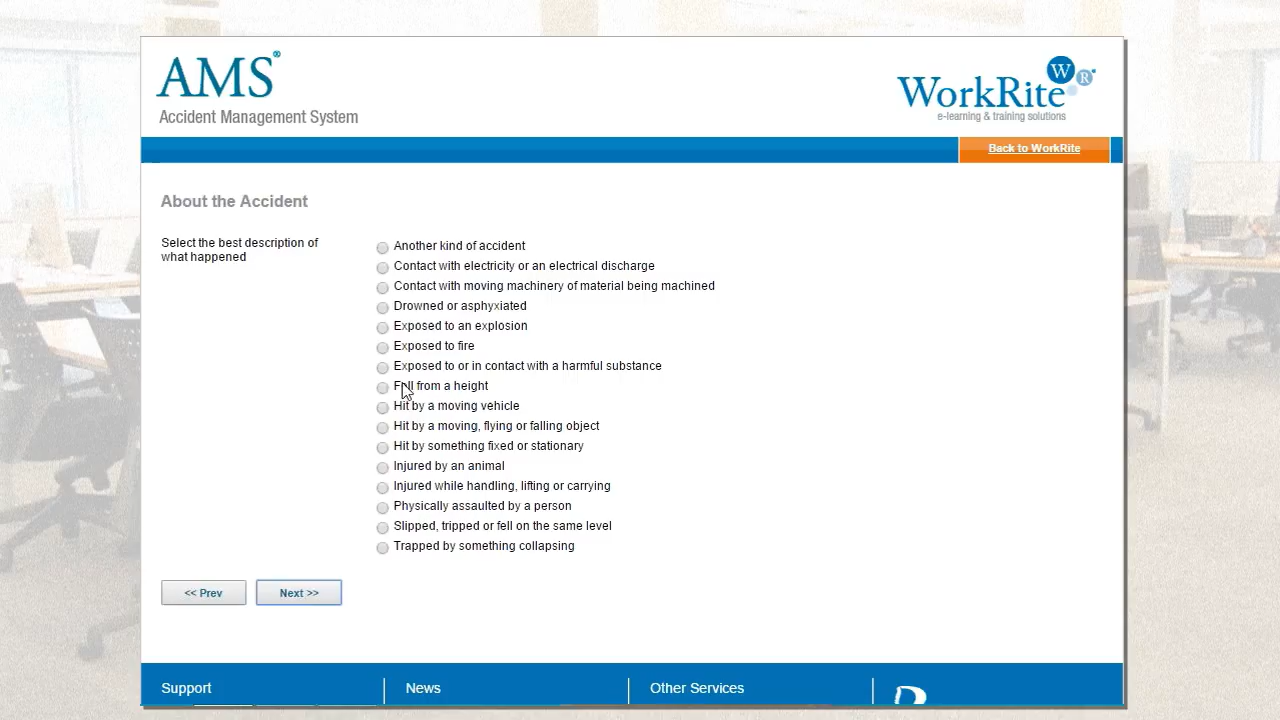 AMS®
Accident Management System
WorkRite
W R
e-learning & training solutions
Back to WorkRite
About the Accident
Select the best description of
what happened
Another kind of accident
Contact with electricity or an electrical discharge
Contact with moving machinery of material being machined
Drowned or asphyxiated
Exposed to an explosion
Exposed to fire
Exposed to or in contact with a harmful substance
Fall from a height
Hit by a moving vehicle
Hit by a moving, flying or falling object
Hit by something fixed or stationary
Injured by an animal
Injured while handling, lifting or carrying
Physically assaulted by a person
Slipped, tripped or fell on the same level
Trapped by something collapsing
<< Prev
Next >>
Support
News
Other Services